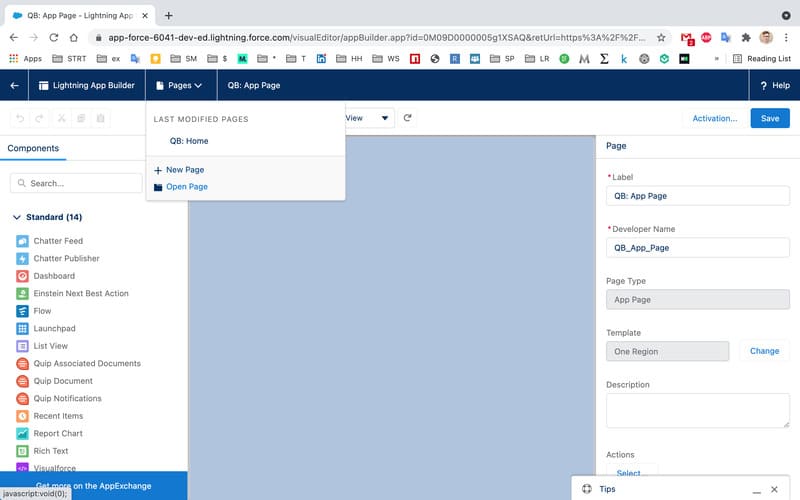 QB: App Page - Lightning App
app-force-6041-dev-ed.lightning.force.com/visualEditor/appBuilder.app?id=0M09D0000005g1XSAQ&retUrl=https%3A%2F%2F...
2
ABP
Apps
STRT
ex
SM
$
*
T
HH
WS
SP
LR
Reading List
Lightning App Builder
Pages
QB: App Page
? Help
LAST MODIFIED PAGES
QB: Home
New Page
Open Page
View
Activation...
Save
Components
Search...
Standard (14)
Chatter Feed
Chatter Publisher
Dashboard
Einstein Next Best Action
Flow
Launchpad
List View
Quip Associated Documents
Quip Document
Quip Notifications
Recent Items
Report Chart
Rich Text
Visualforce
Get more on the AppExchange
javascript:void(0);
Page
*Label
QB: App Page
*Developer Name
QB_App_Page
Page Type
App Page
Template
One Region
Change
Description
Actions
Select...
Tips